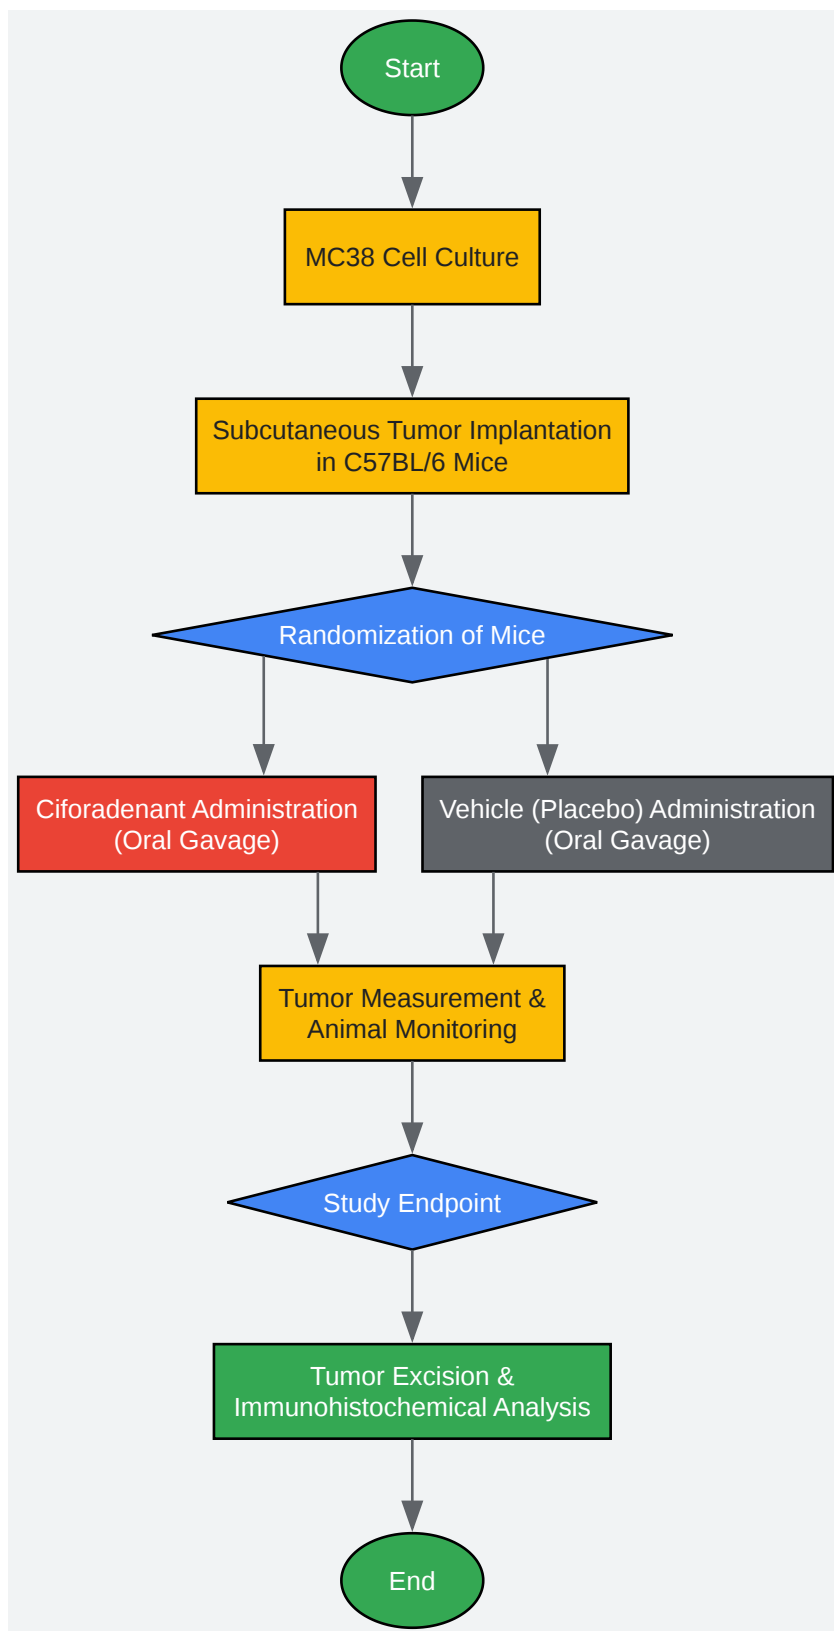 Start
MC38 Cell Culture
Subcutaneous Tumor Implantation
in C57BL/6 Mice
Randomization of Mice
Ciforadenant Administration
(Oral Gavage)
Vehicle (Placebo) Administration
(Oral Gavage)
Tumor Measurement &
Animal Monitoring
Study Endpoint
Tumor Excision &
Immunohistochemical Analysis
End